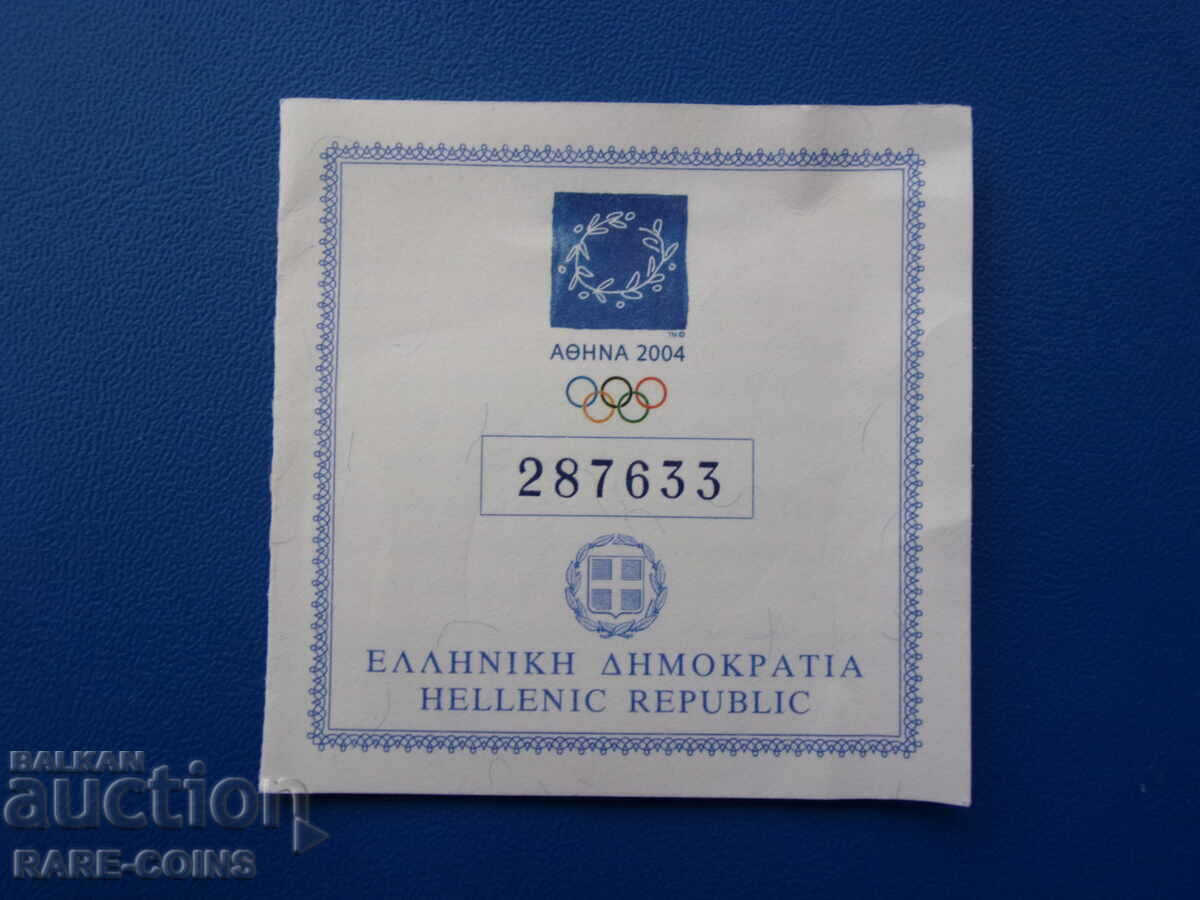 ΑΘΗΝΑ 2004
287633
ΕΛΛΗΝΙΚΗ ΔΗΜΟΚΡΑΤΙΑ
HELLENIC REPUBLIC
BALKAN
auction
RARE-COINS